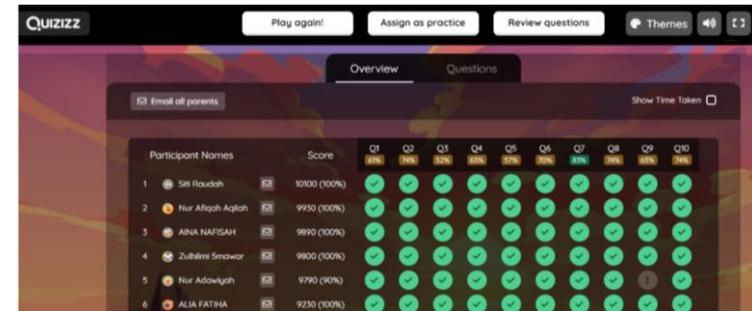 QUIZIZZ Play again! Assign as practice Review questions Themes
Overview Questions
Email all parents Show Time Taken
Participant Names Score Q1 Q2 Q3 Q4 Q5 Q6 Q7 Q8 Q9 Q10
61% 74% 52% 65% 57% 70% 83% 74% 65% 74%
1 Siti Raudah 10100 (100%)
2 Nur Afiqah Aqilah 9930 (100%)
3 AINA NAFISAH 9890 (100%)
4 Zulhilmi Smawar 9800 (100%)
5 Nur Adawiyah 9790 (90%)
6 ALIA FATIHA 9230 (100%)